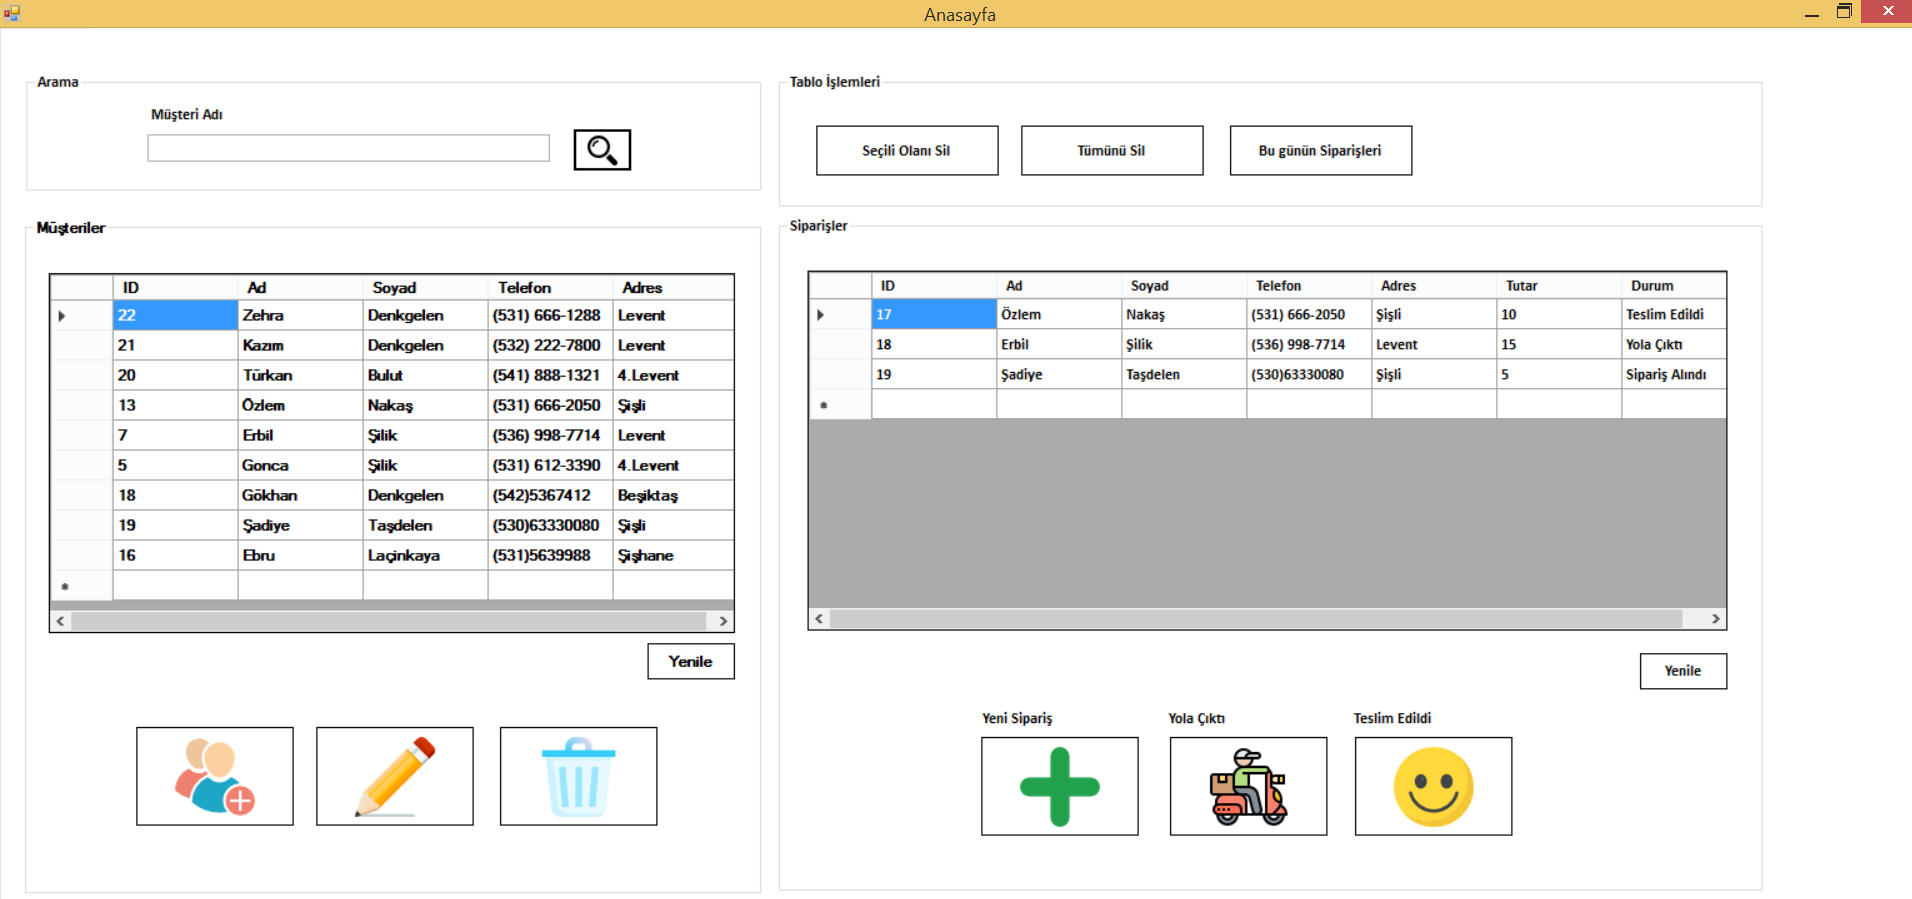 Anasayfa
Arama
Müşteri Adı
Tablo İşlemleri
Seçili Olanı Sil
Tümünü Sil
Bu günün Siparişleri
Müşteriler
ID Ad Soyad Telefon Adres
22 Zehra Denkgelen (531) 666-1288 Levent
21 Kazım Denkgelen (532) 222-7800 Levent
20 Türkan Bulut (541) 888-1321 4.Levent
13 Özlem Nakaş (531) 666-2050 Şişli
7 Erbil Şilik (536) 998-7714 Levent
5 Gonca Şilik (531) 612-3390 4.Levent
18 Gökhan Denkgelen (542)5367412 Beşiktaş
19 Şadiye Taşdelen (530)63330080 Şişli
16 Ebru Laçinkaya (531)5639988 Şişhane
Yenile
Siparişler
ID Ad Soyad Telefon Adres Tutar Durum
17 Özlem Nakaş (531) 666-2050 Şişli 10 Teslim Edildi
18 Erbil Şilik (536) 998-7714 Levent 15 Yola Çıktı
19 Şadiye Taşdelen (530)63330080 Şişli 5 Sipariş Alındı
Yenile
Yeni Sipariş
Yola Çıktı
Teslim Edildi